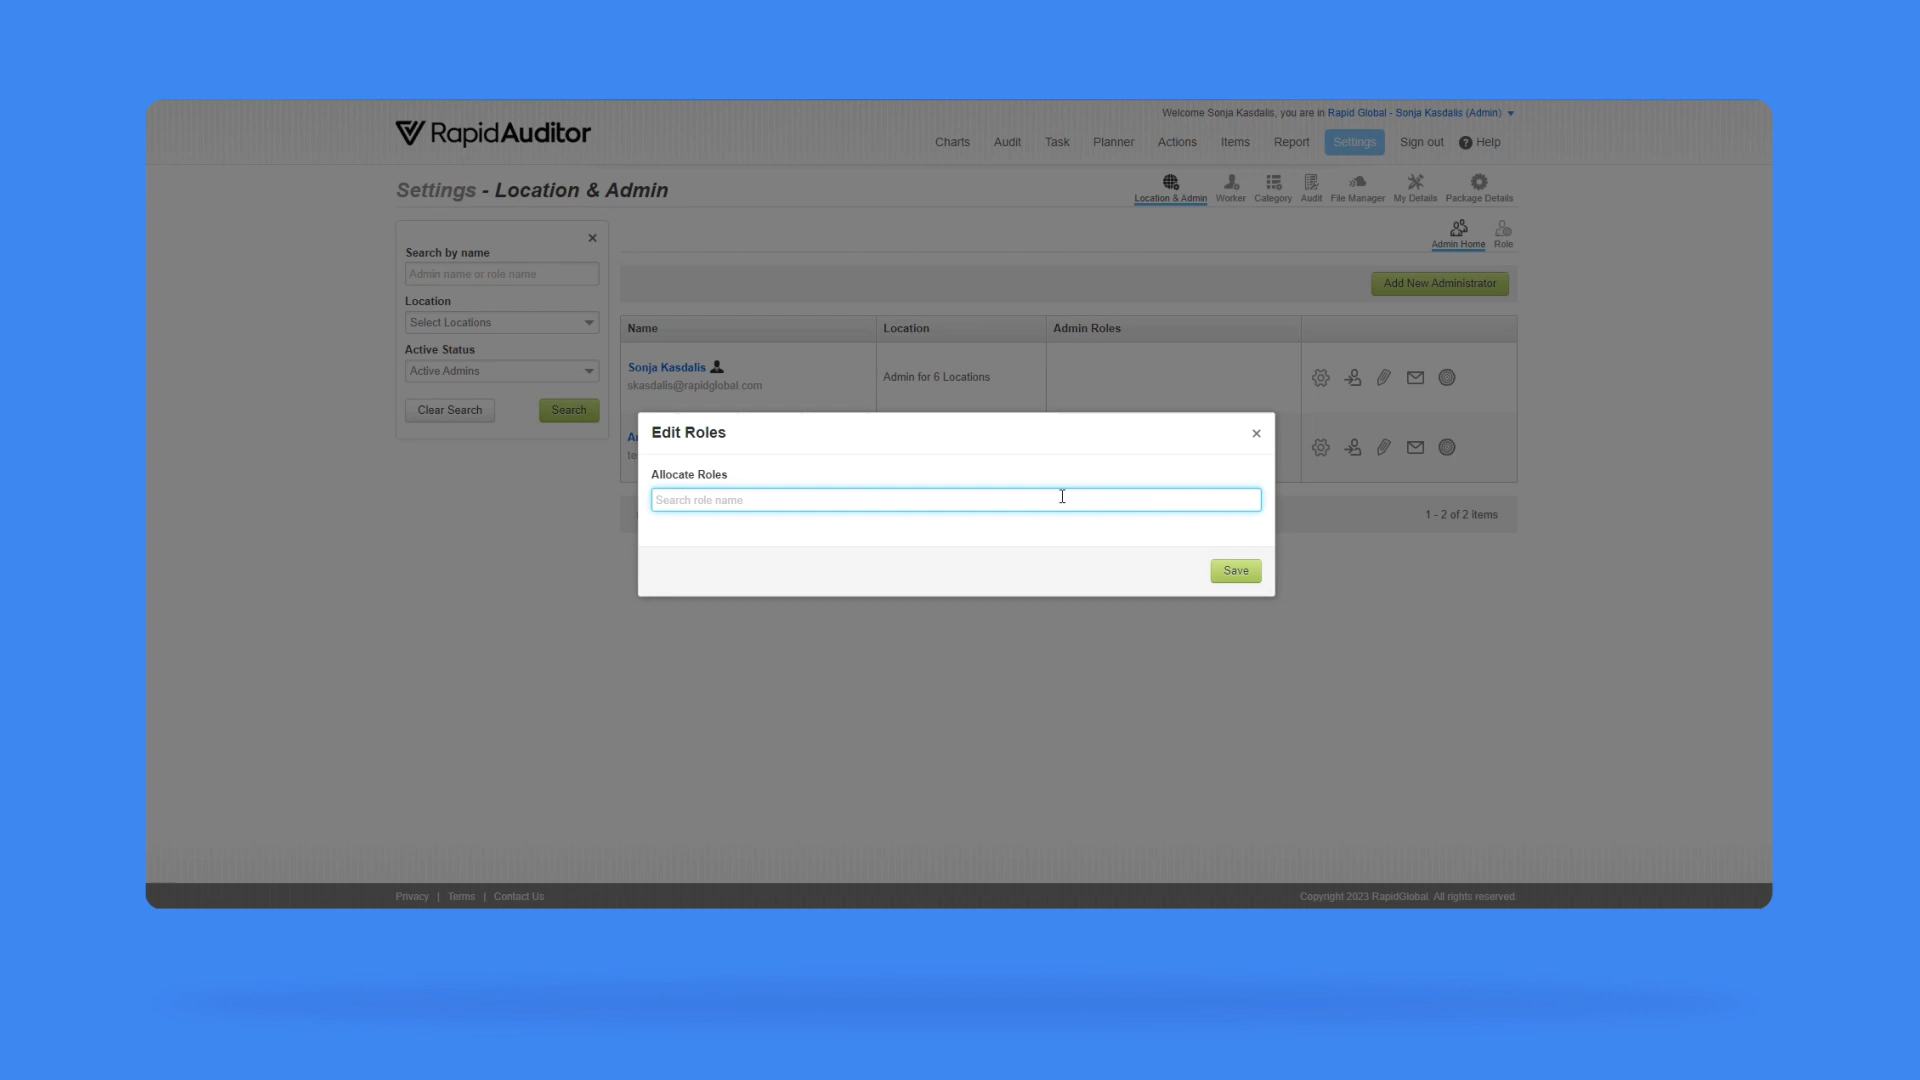 Welcome Sonja Kasdalis, you are in Rapid Global - Sonja Kasdalis (Admin)
RapidAuditor
Charts Audit Task Planner Actions Items Report Settings Sign out Help
Settings - Location & Admin
Location & Admin Worker Category Audit File Manager My Details Package Details
Admin Home Role
Search by name
Admin name or role name
Location
Select Locations
Active Status
Active Admins
Clear Search Search
Add New Administrator
Name Location Admin Roles
Sonja Kasdalis
skasdalis@rapidglobal.com
Admin for 6 Locations
Edit Roles
Allocate Roles
Search role name
Save
1 - 2 of 2 items
Privacy | Terms | Contact Us
Copyright 2023 RapidGlobal. All rights reserved.